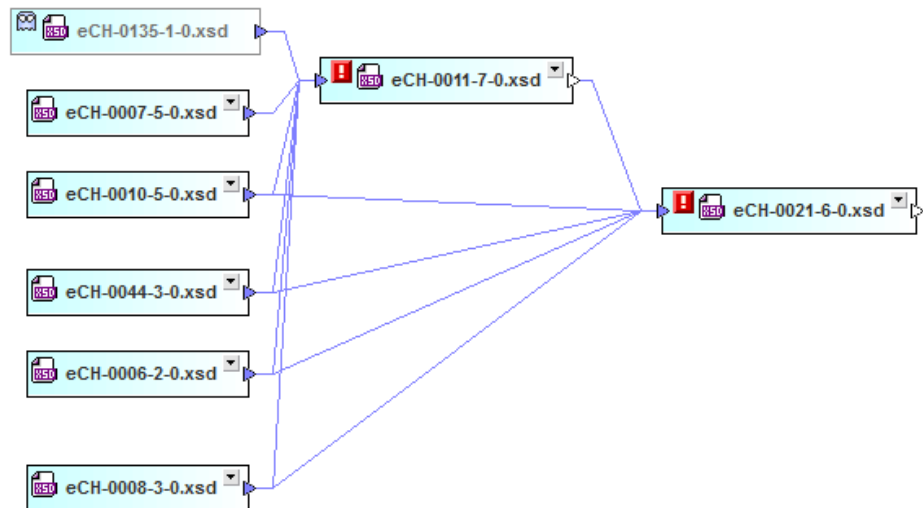 eCH-0135-1-0.xsd
eCH-0011-7-0.xsd
eCH-0007-5-0.xsd
eCH-0010-5-0.xsd
eCH-0021-6-0.xsd
eCH-0044-3-0.xsd
eCH-0006-2-0.xsd
eCH-0008-3-0.xsd